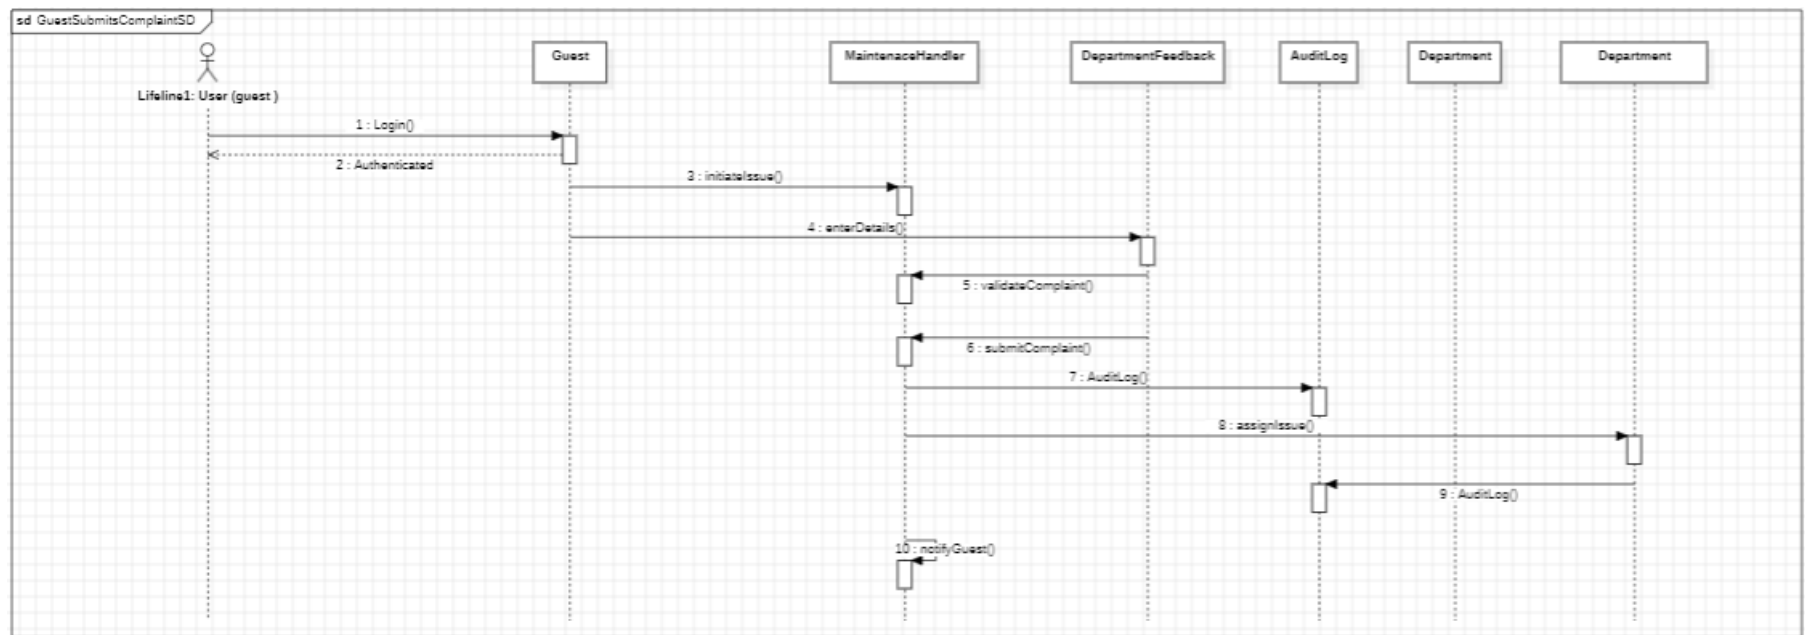 sd GuestSubmitsComplaintSD
Guest
MaintenaceHandler
DepartmentFeedback
AuditLog
Department
Department
Lifeline1: User (guest )
1 : Login()
2 : Authenticated
3 : initiateIssue()
4 : enterDetails()
5 : validateComplaint()
6 : submitComplaint()
7 : AuditLog()
8 : assignIssue()
9 : AuditLog()
10 : notifyGuest()